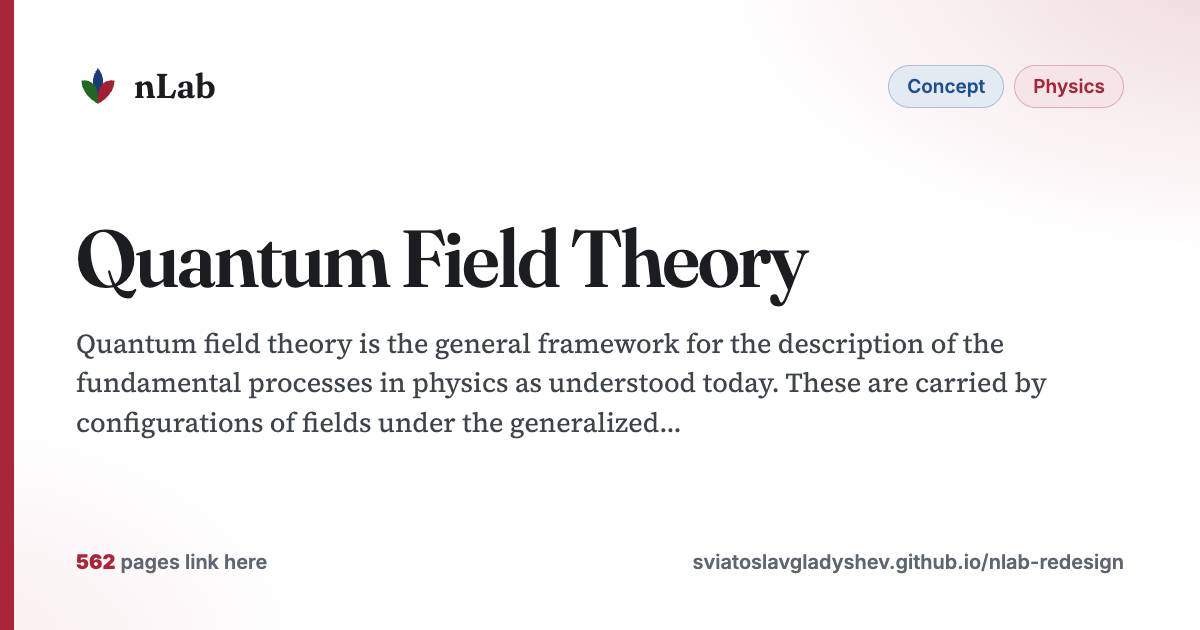 nLab
Concept
Physics
Quantum Field Theory
Quantum field theory is the general framework for the description of the
fundamental processes in physics as understood today. These are carried by
configurations of fields under the generalized...
562 pages link here
sviatoslavgladyshev.github.io/nlab-redesign